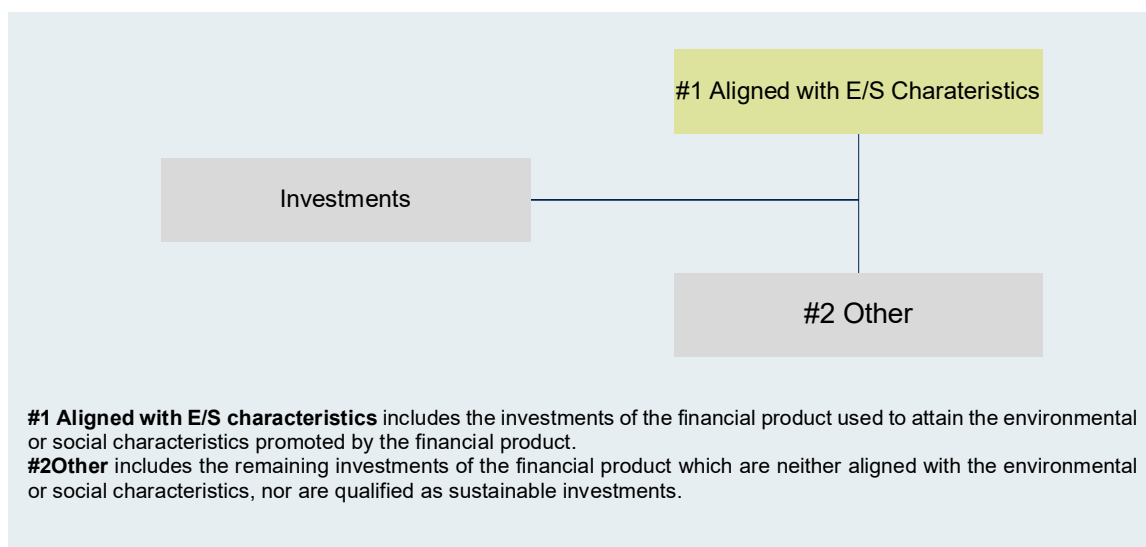 #1 Aligned with E/S Charateristics
Investments
#2 Other
#1 Aligned with E/S characteristics includes the investments of the financial product used to attain the environmental
or social characteristics promoted by the financial product.
#2Other includes the remaining investments of the financial product which are neither aligned with the environmental
or social characteristics, nor are qualified as sustainable investments.